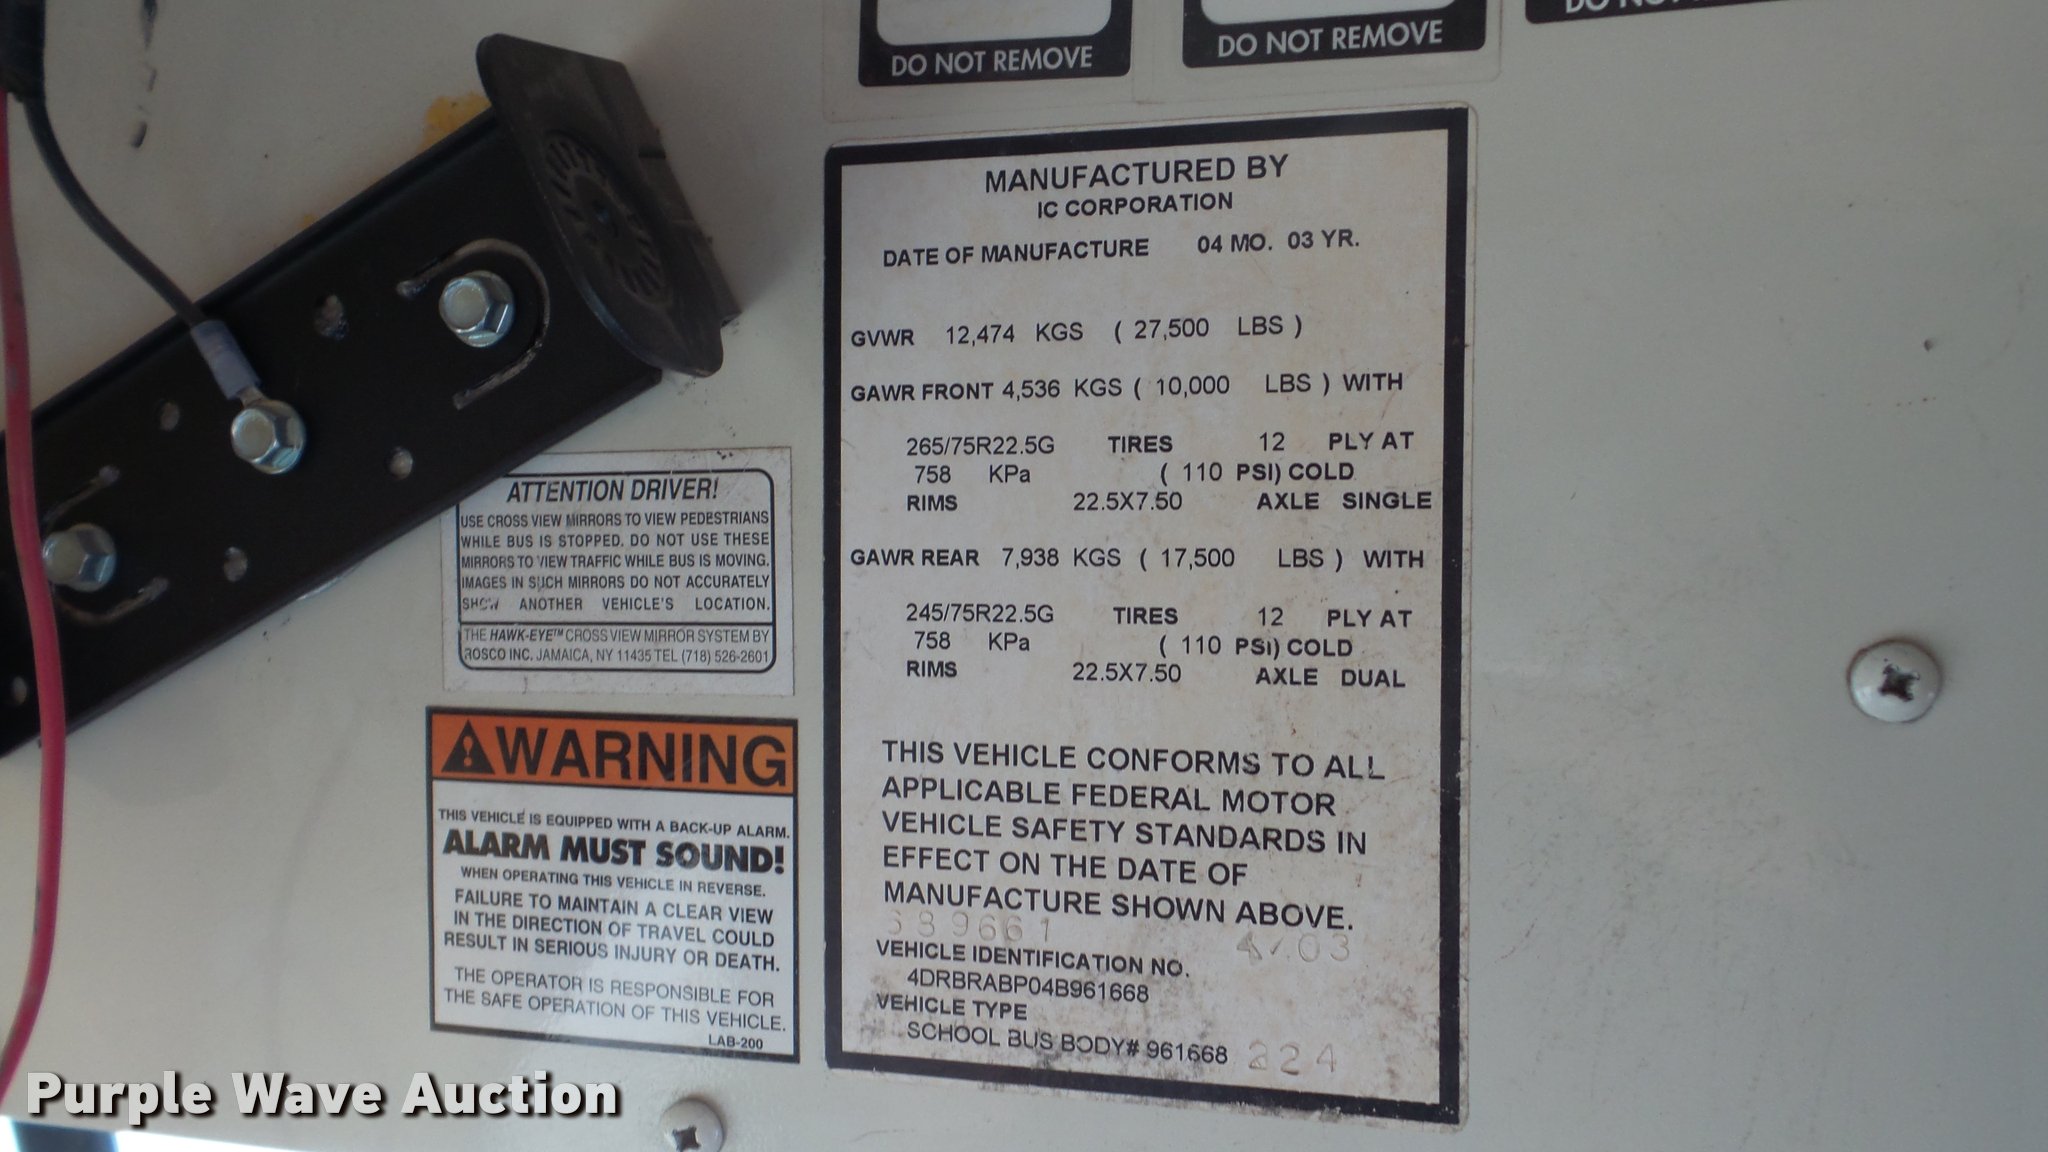 DO NOT REMOVE
DO NOT REMOVE
MANUFACTURED BY
IC CORPORATION
DATE OF MANUFACTURE 04 MO. 03 YR.
GVWR 12,474 KGS ( 27,500 LBS )
GAWR FRONT 4,536 KGS ( 10,000 LBS ) WITH
265/75R22.5G TIRES 12 PLY AT
758 KPa ( 110 PSI) COLD
RIMS 22.5X7.50 AXLE SINGLE
GAWR REAR 7,938 KGS ( 17,500 LBS ) WITH
245/75R22.5G TIRES 12 PLY AT
758 KPa ( 110 PSI) COLD
RIMS 22.5X7.50 AXLE DUAL
THIS VEHICLE CONFORMS TO ALL
APPLICABLE FEDERAL MOTOR
VEHICLE SAFETY STANDARDS IN
EFFECT ON THE DATE OF
MANUFACTURE SHOWN ABOVE.
4/03
VEHICLE IDENTIFICATION NO.
4DRBRABP04B961668
VEHICLE TYPE
SCHOOL BUS BODY# 961668 224
ATTENTION DRIVER!
USE CROSS VIEW MIRRORS TO VIEW PEDESTRIANS
WHILE BUS IS STOPPED. DO NOT USE THESE
MIRRORS TO VIEW TRAFFIC WHILE BUS IS MOVING.
IMAGES IN SUCH MIRRORS DO NOT ACCURATELY
SHOW ANOTHER VEHICLE'S LOCATION.
THE HAWK-EYE™ CROSS VIEW MIRROR SYSTEM BY
ROSCO INC. JAMAICA, NY 11435 TEL (718) 526-2601
WARNING
THIS VEHICLE IS EQUIPPED WITH A BACK-UP ALARM.
ALARM MUST SOUND!
WHEN OPERATING THIS VEHICLE IN REVERSE.
FAILURE TO MAINTAIN A CLEAR VIEW
IN THE DIRECTION OF TRAVEL COULD
RESULT IN SERIOUS INJURY OR DEATH.
THE OPERATOR IS RESPONSIBLE FOR
THE SAFE OPERATION OF THIS VEHICLE.
LAB-200
Purple Wave Auction